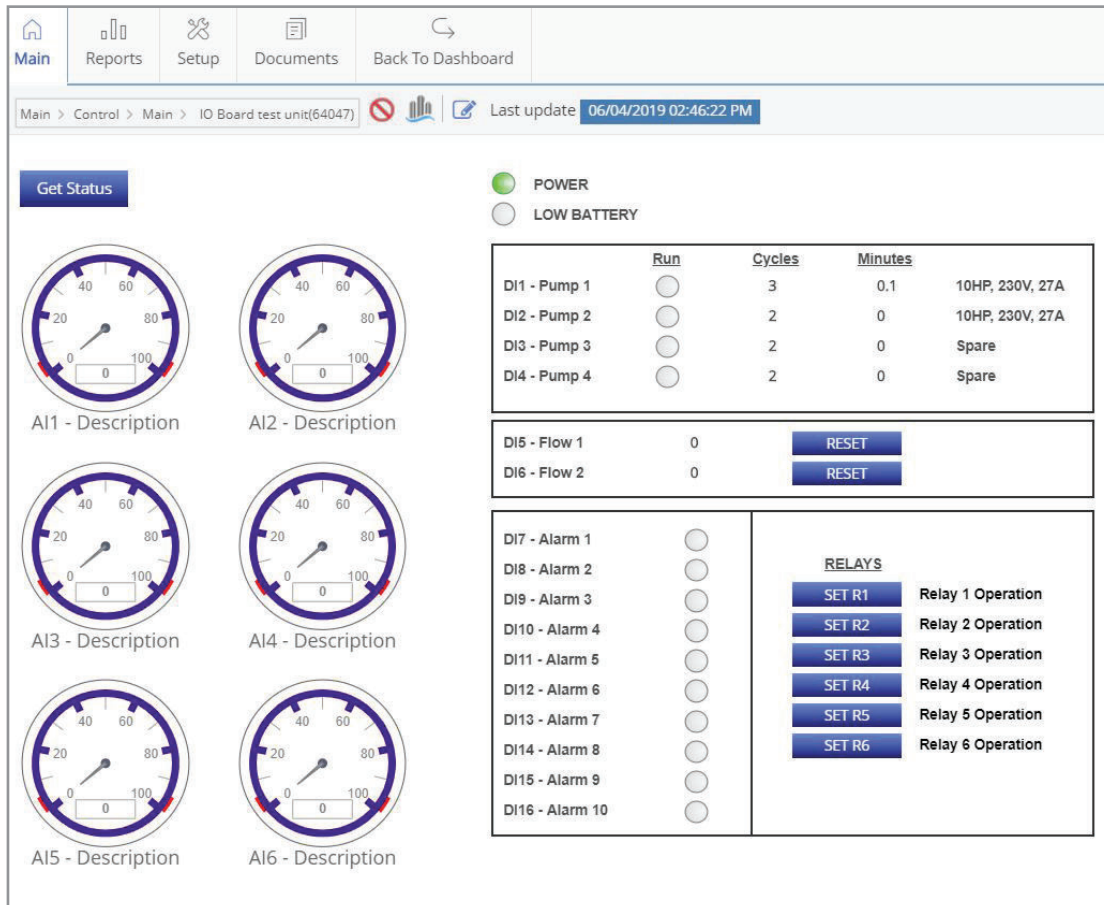 Main Reports Setup Documents Back To Dashboard
Main > Control > Main > IO Board test unit(64047) Last update 06/04/2019 02:46:22 PM
Get Status
POWER
LOW BATTERY
0 20 40 60 80 100
0
AI1 - Description
0 20 40 60 80 100
0
AI2 - Description
0 20 40 60 80 100
0
AI3 - Description
0 20 40 60 80 100
0
AI4 - Description
0 20 40 60 80 100
0
AI5 - Description
0 20 40 60 80 100
0
AI6 - Description
Run Cycles Minutes
DI1 - Pump 1 3 0.1 10HP, 230V, 27A
DI2 - Pump 2 2 0 10HP, 230V, 27A
DI3 - Pump 3 2 0 Spare
DI4 - Pump 4 2 0 Spare
DI5 - Flow 1 0 RESET
DI6 - Flow 2 0 RESET
DI7 - Alarm 1
DI8 - Alarm 2
DI9 - Alarm 3
DI10 - Alarm 4
DI11 - Alarm 5
DI12 - Alarm 6
DI13 - Alarm 7
DI14 - Alarm 8
DI15 - Alarm 9
DI16 - Alarm 10
RELAYS
SET R1 Relay 1 Operation
SET R2 Relay 2 Operation
SET R3 Relay 3 Operation
SET R4 Relay 4 Operation
SET R5 Relay 5 Operation
SET R6 Relay 6 Operation